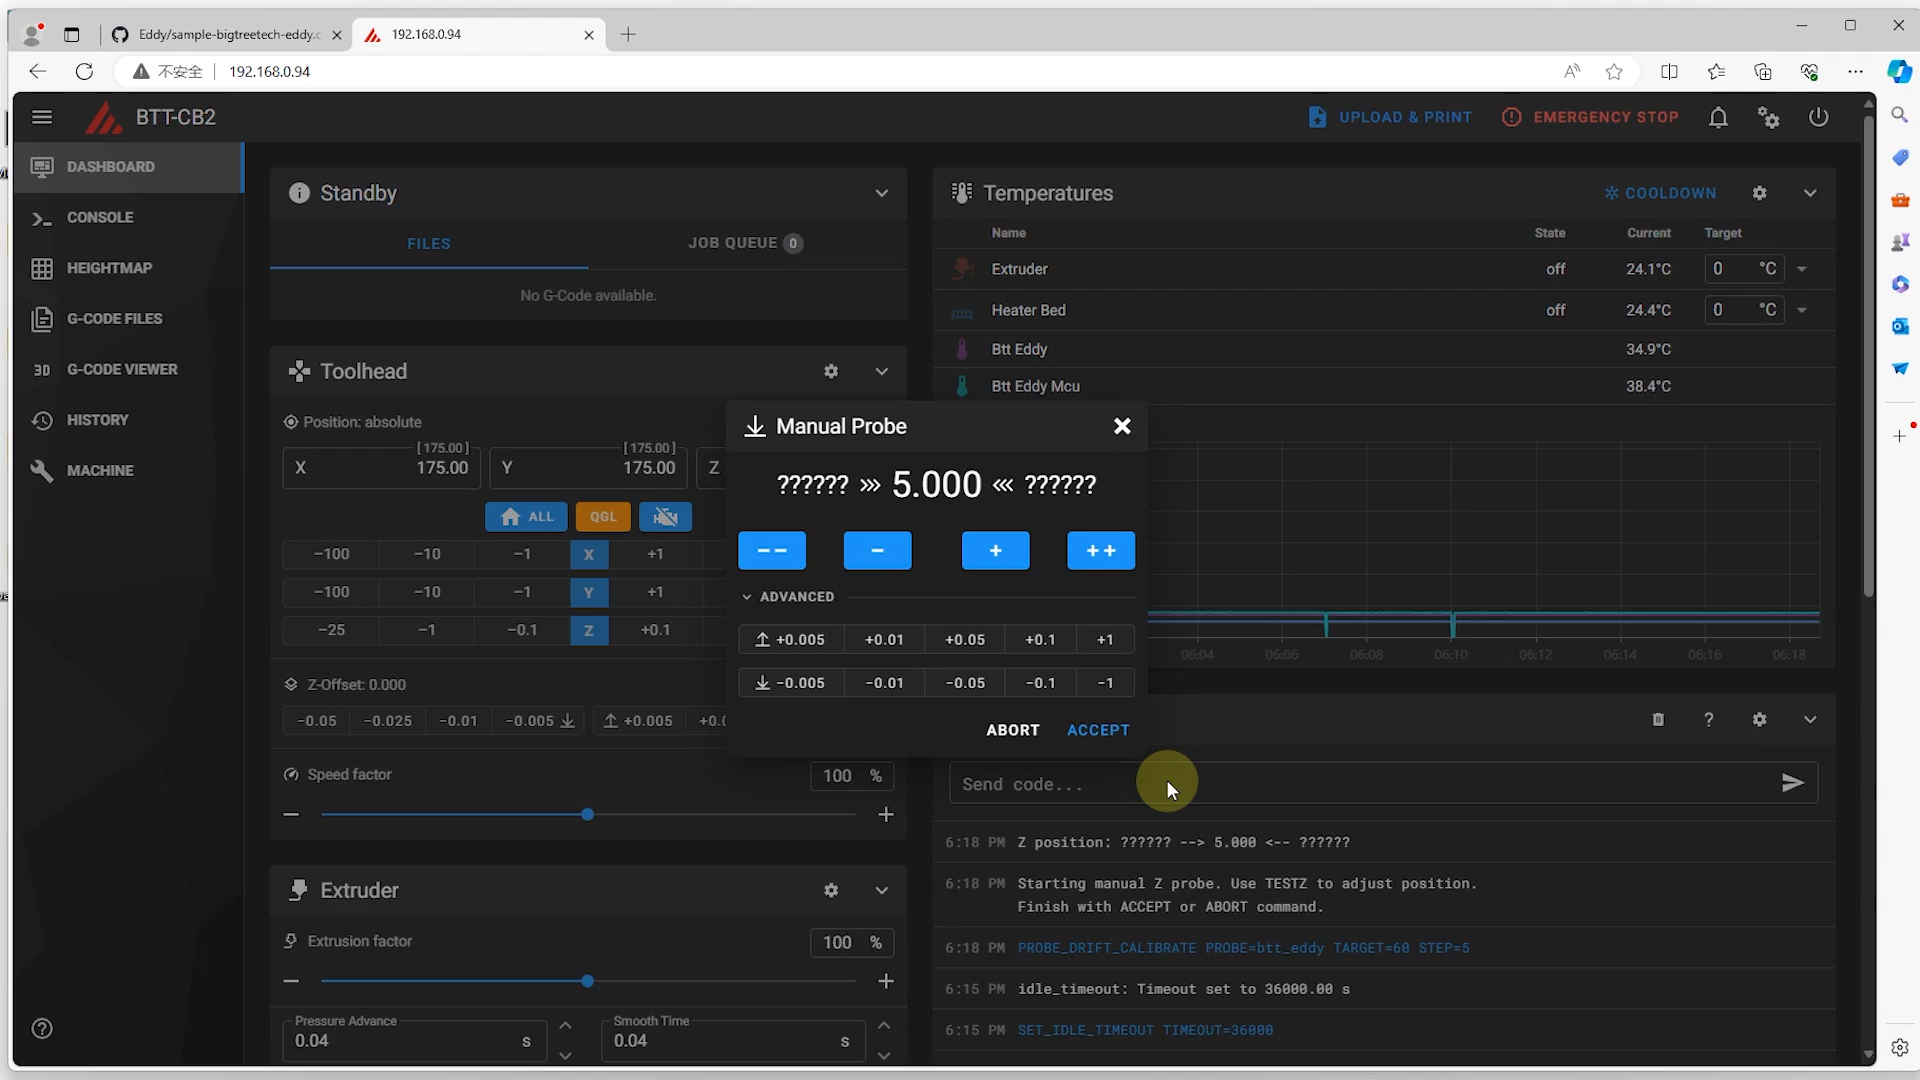 Eddy/sample-bigtreetech-eddy.c
192.168.0.94
不安全
192.168.0.94
BTT-CB2
UPLOAD & PRINT
EMERGENCY STOP
DASHBOARD
CONSOLE
HEIGHTMAP
G-CODE FILES
3D G-CODE VIEWER
HISTORY
MACHINE
Standby
FILES
JOB QUEUE 0
No G-Code available.
Toolhead
Position: absolute
[175.00]
X 175.00
[175.00]
Y 175.00
Z
ALL
QGL
-100 -10 -1 X +1
-100 -10 -1 Y +1
-25 -1 -0.1 Z +0.1
Z-Offset: 0.000
-0.05 -0.025 -0.01 -0.005 +0.005
Speed factor
100 %
Extruder
Extrusion factor
100 %
Pressure Advance
0.04 s
Smooth Time
0.04 s
Temperatures
COOLDOWN
Name State Current Target
Extruder off 24.1°C 0 °C
Heater Bed off 24.4°C 0 °C
Btt Eddy 34.9°C
Btt Eddy Mcu 38.4°C
06:04 06:06 06:08 06:10 06:12 06:14 06:16 06:18
Manual Probe
?????? >>> 5.000 <<< ??????
-- - + ++
ADVANCED
+0.005 +0.01 +0.05 +0.1 +1
-0.005 -0.01 -0.05 -0.1 -1
ABORT ACCEPT
Send code...
6:18 PM Z position: ?????? --> 5.000 <-- ??????
6:18 PM Starting manual Z probe. Use TESTZ to adjust position.
Finish with ACCEPT or ABORT command.
6:18 PM PROBE_DRIFT_CALIBRATE PROBE=btt_eddy TARGET=60 STEP=5
6:15 PM idle_timeout: Timeout set to 36000.00 s
6:15 PM SET_IDLE_TIMEOUT TIMEOUT=36000